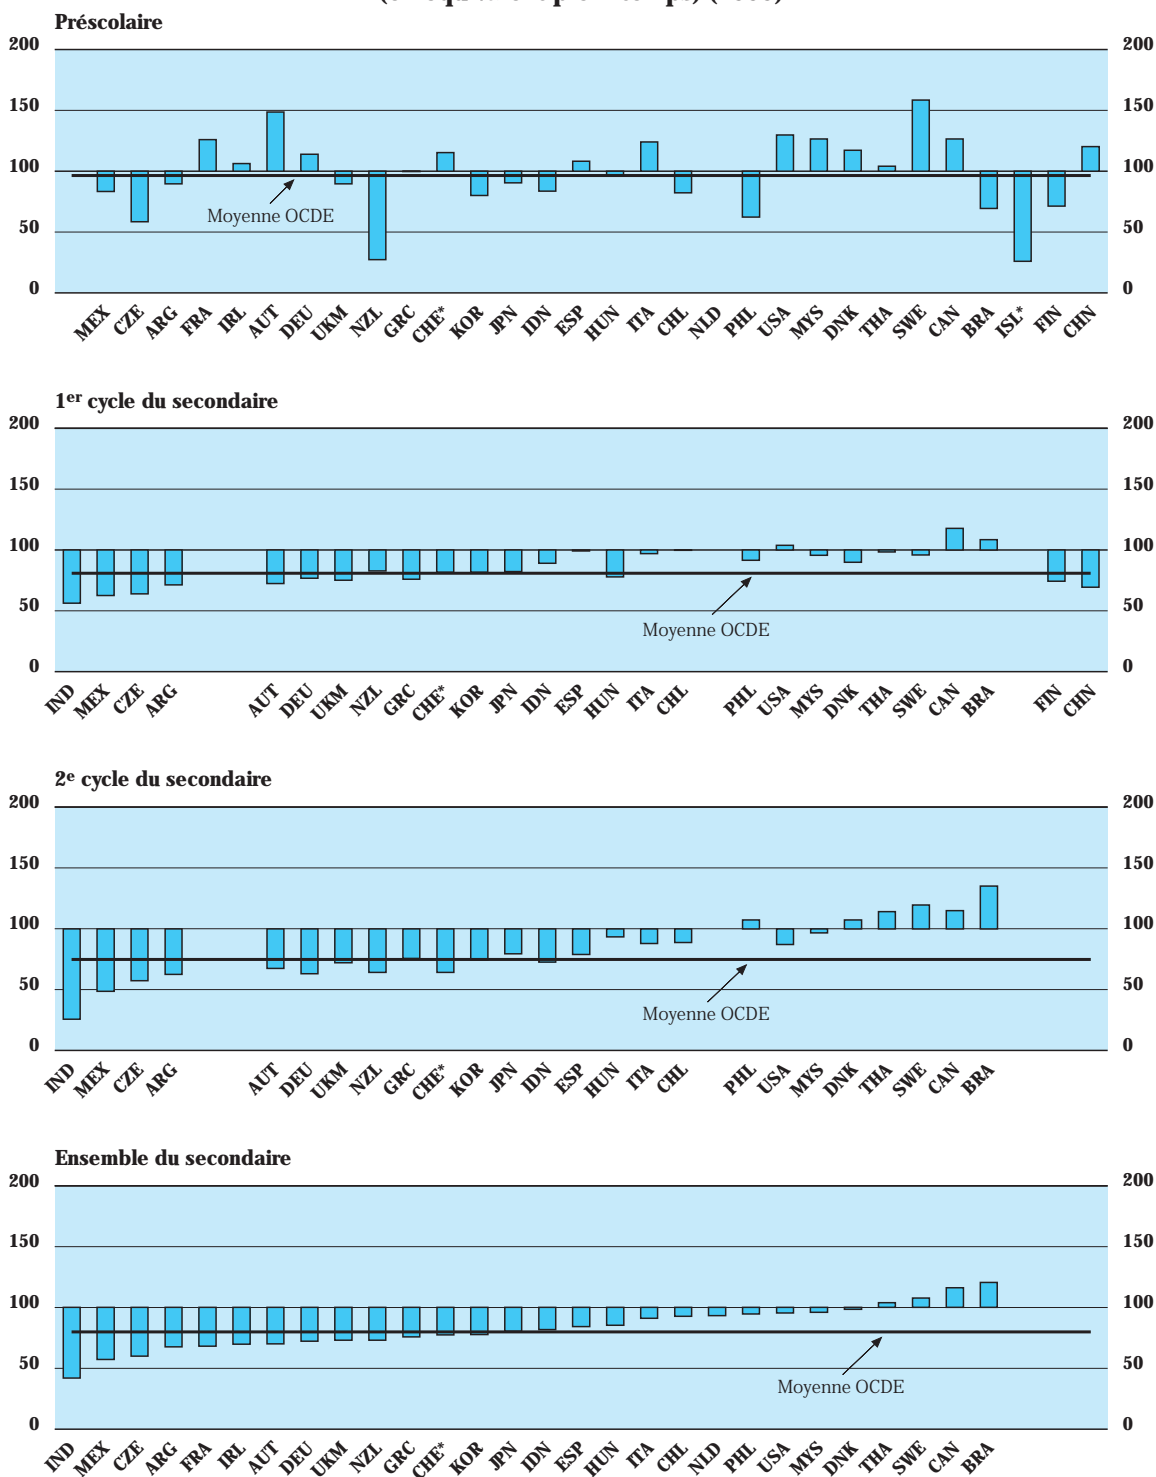 Préscolaire
200 200
150 150
100 100
Moyenne OCDE
50 50
0 0
MEX CZE ARG FRA IRL AUT DEU UKM NZL GRC CHE* KOR JPN IDN ESP HUN ITA CHL NLD PHL USA MYS DNK THA SWE CAN BRA ISL* FIN CHN
1er cycle du secondaire
200 200
150 150
100 100
50 50
Moyenne OCDE
0 0
IND MEX CZE ARG AUT DEU UKM NZL GRC CHE* KOR JPN IDN ESP HUN ITA CHL PHL USA MYS DNK THA SWE CAN BRA FIN CHN
2e cycle du secondaire
200 200
150 150
100 100
50 50
Moyenne OCDE
0 0
IND MEX CZE ARG AUT DEU UKM NZL GRC CHE* KOR JPN IDN ESP HUN ITA CHL PHL USA MYS DNK THA SWE CAN BRA
Ensemble du secondaire
200 200
150 150
100 100
50 50
Moyenne OCDE
0 0
IND MEX CZE ARG FRA IRL AUT DEU UKM NZL GRC CHE* KOR JPN IDN ESP HUN ITA CHL NLD PHL USA MYS DNK THA SWE CAN BRA